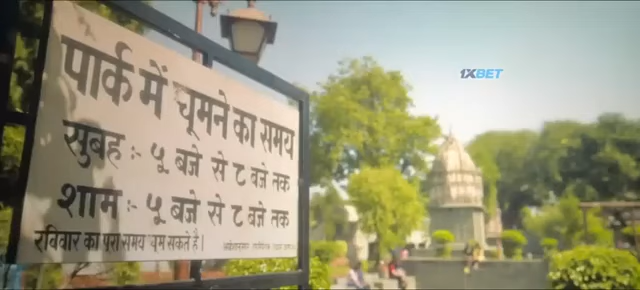 पार्क में घूमने का समय
सुबह :- ५ बजे से ८ बजे तक
शाम :- ५ बजे से ८ बजे तक
रविवार का पूरा समय घूम सकते है।
1XBET